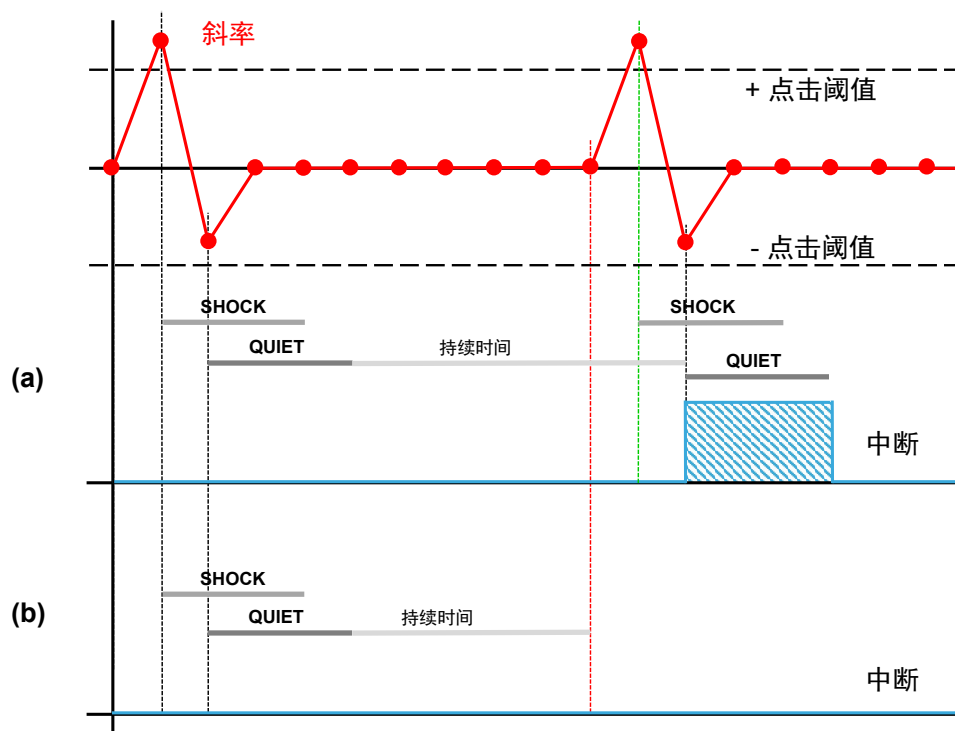 斜率
+ 点击阈值
- 点击阈值
SHOCK
SHOCK
QUIET
持续时间
QUIET
(a)
中断
SHOCK
QUIET
持续时间
(b)
中断